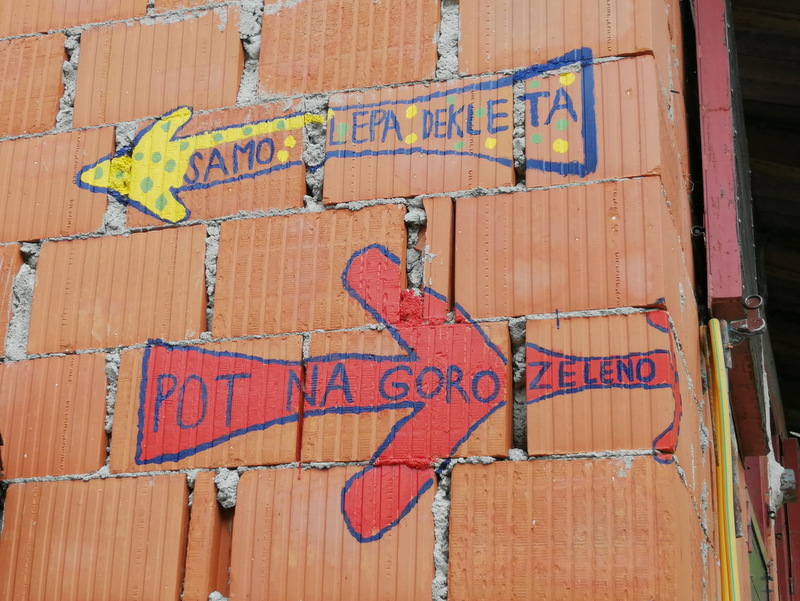 SAMO LEPA DEKLETA
POT NA GORO ZELENO